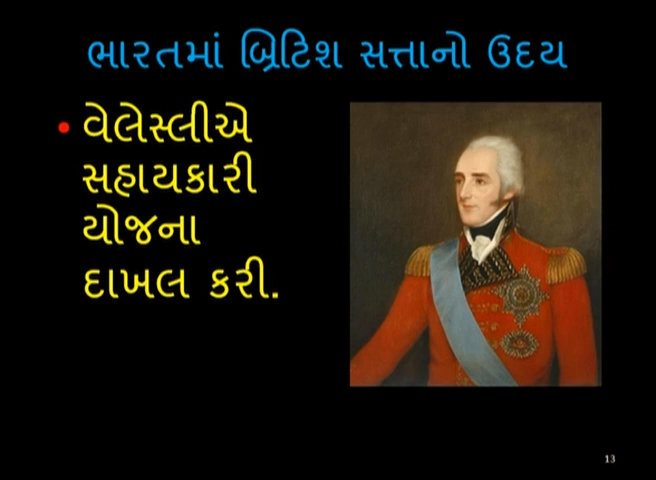 ભારતમાં બ્રિટિશ સત્તાનો ઉદય
• વેલેસ્લીએ
સહાયકારી
યોજના
દાખલ કરી.
13